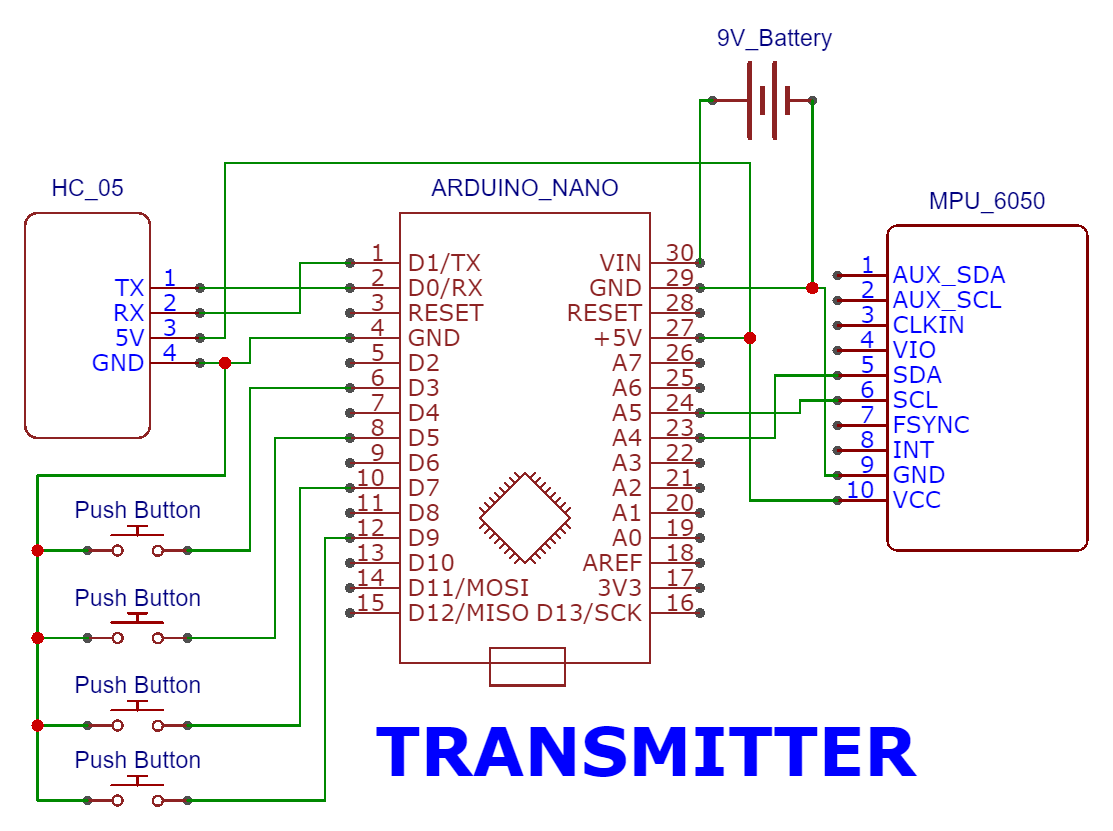 9V_Battery
HC_05
TX 1
RX 2
5V 3
GND 4
ARDUINO_NANO
1 D1/TX
2 D0/RX
3 RESET
4 GND
5 D2
6 D3
7 D4
8 D5
9 D6
10 D7
11 D8
12 D9
13 D10
14 D11/MOSI
15 D12/MISO
VIN 30
GND 29
RESET 28
+5V 27
A7 26
A6 25
A5 24
A4 23
A3 22
A2 21
A1 20
A0 19
AREF 18
3V3 17
D13/SCK 16
MPU_6050
1 AUX_SDA
2 AUX_SCL
3 CLKIN
4 VIO
5 SDA
6 SCL
7 FSYNC
8 INT
9 GND
10 VCC
Push Button
Push Button
Push Button
Push Button
TRANSMITTER